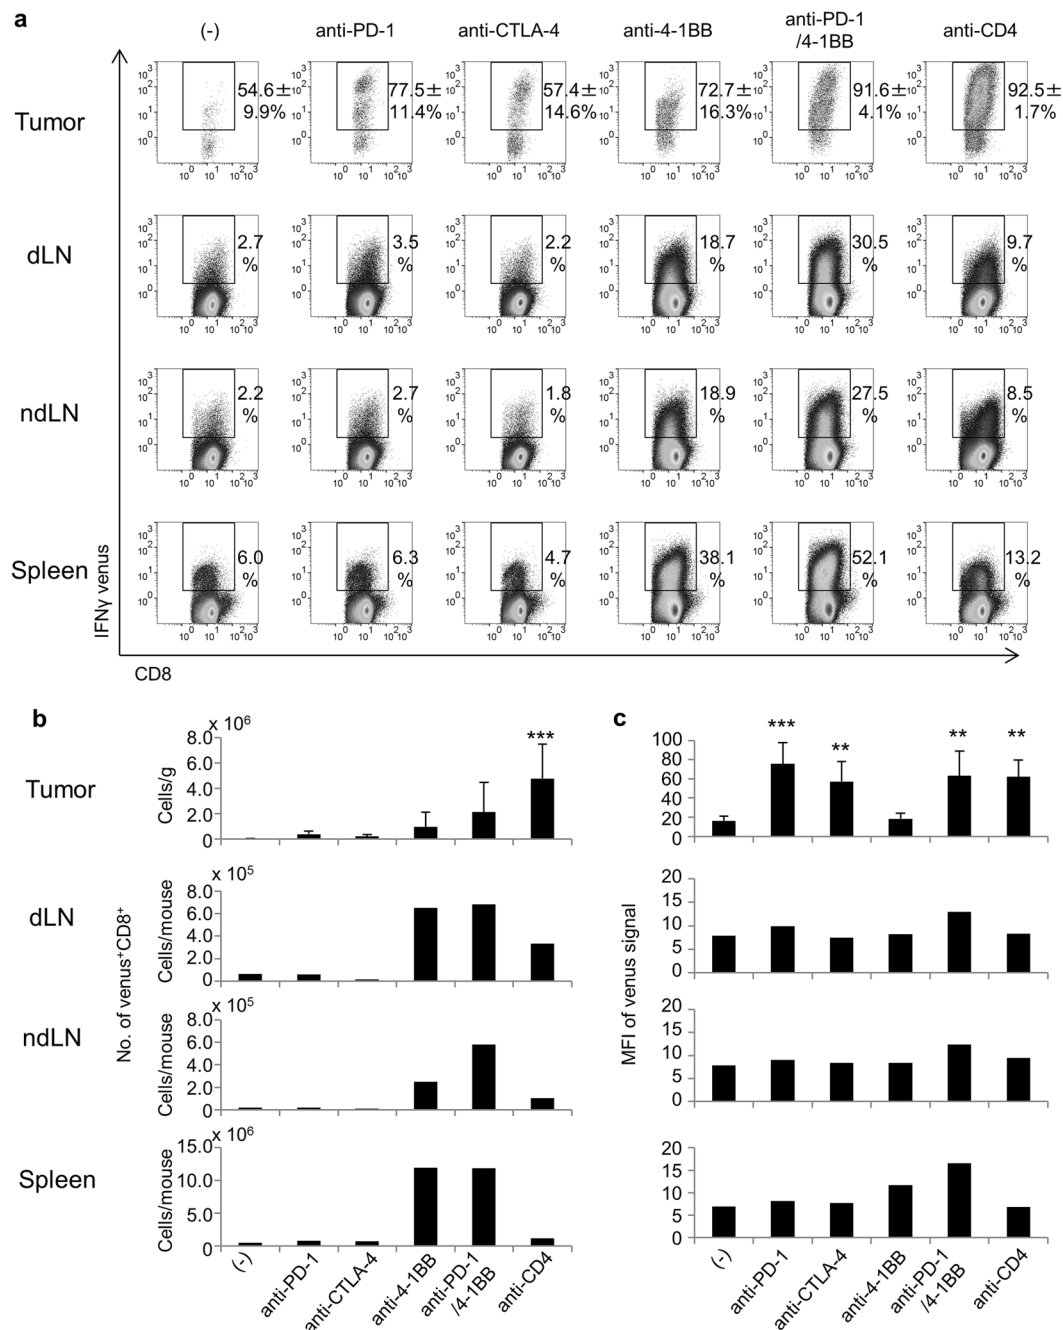 a
(-)
anti-PD-1
anti-CTLA-4
anti-4-1BB
anti-PD-1
/4-1BB
anti-CD4
Tumor
10³
10²
10¹
10⁰
54.6±
9.9%
77.5±
11.4%
57.4±
14.6%
72.7±
16.3%
91.6±
4.1%
92.5±
1.7%
10⁰ 10¹ 10² 10³
dLN
2.7
%
3.5
%
2.2
%
18.7
%
30.5
%
9.7
%
ndLN
2.2
%
2.7
%
1.8
%
18.9
%
27.5
%
8.5
%
Spleen
6.0
%
6.3
%
4.7
%
38.1
%
52.1
%
13.2
%
IFNγ venus
CD8
b
No. of venus⁺CD8⁺
Tumor
x 10⁶
Cells/g
8.0
6.0
4.0
2.0
0
***
dLN
x 10⁵
Cells/mouse
8.0
6.0
4.0
2.0
0
ndLN
x 10⁵
Cells/mouse
8.0
6.0
4.0
2.0
0
Spleen
x 10⁶
Cells/mouse
15.0
10.0
5.0
0
(-)
anti-PD-1
anti-CTLA-4
anti-4-1BB
anti-PD-1
/4-1BB
anti-CD4
c
MFI of venus signal
100
80
60
40
20
0
***
**
**
**
20
15
10
5
0
20
15
10
5
0
20
15
10
5
0
(-)
anti-PD-1
anti-CTLA-4
anti-4-1BB
anti-PD-1
/4-1BB
anti-CD4